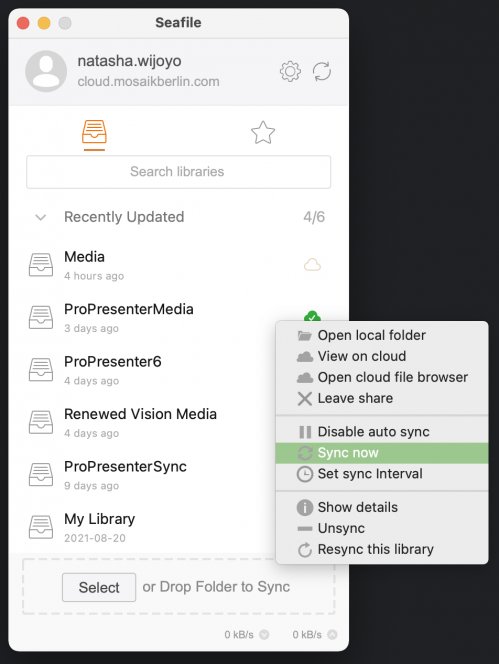 Seafile
natasha.wijoyo
cloud.mosaikberlin.com
Search libraries
Recently Updated 4/6
Media
4 hours ago
ProPresenterMedia
3 days ago
ProPresenter6
4 days ago
Renewed Vision Media
4 days ago
ProPresenterSync
9 days ago
My Library
2021-08-20
Open local folder
View on cloud
Open cloud file browser
Leave share
Disable auto sync
Sync now
Set sync Interval
Show details
Unsync
Resync this library
Select or Drop Folder to Sync
0 kB/s 0 kB/s